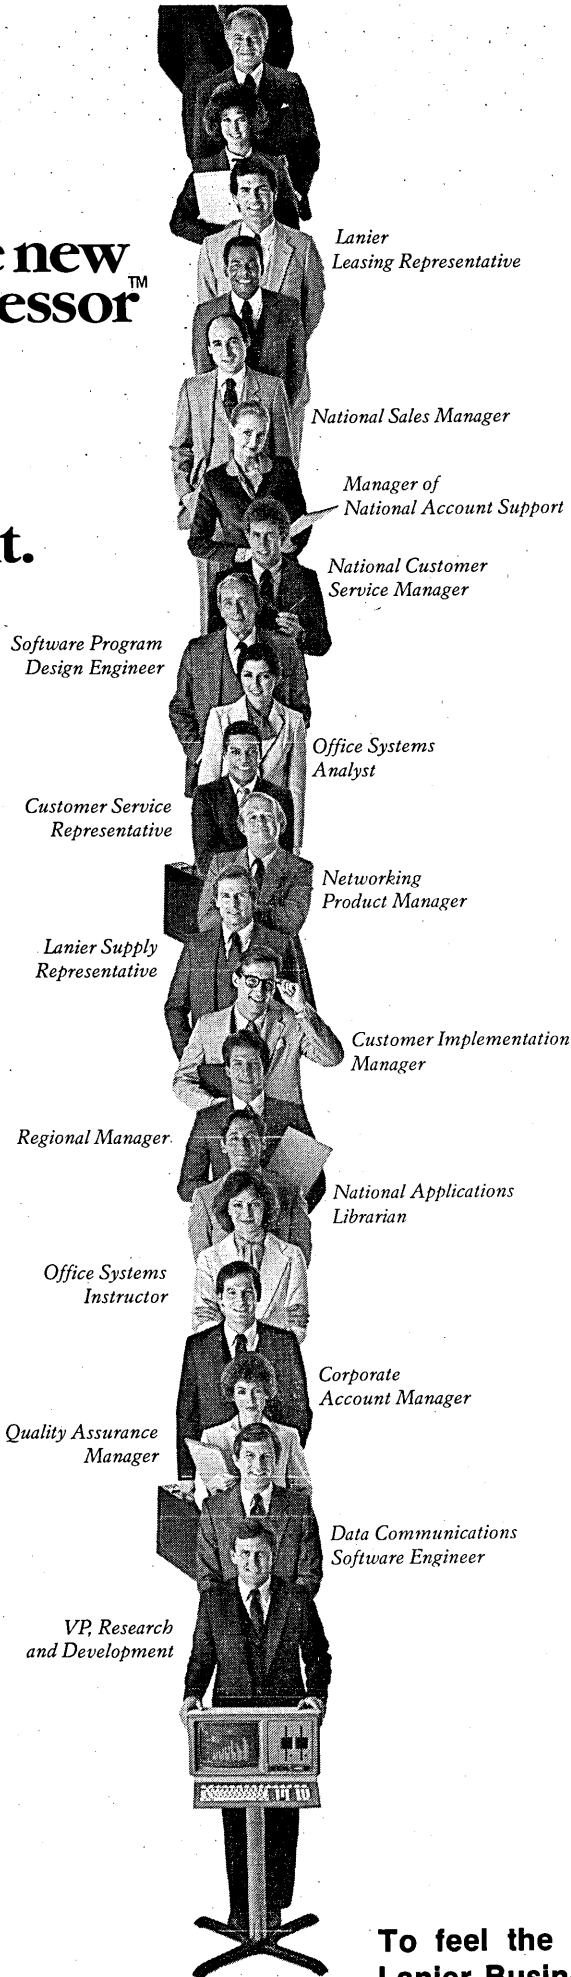 new
essor™
t.
Lanier
Leasing Representative
National Sales Manager
Manager of
National Account Support
National Customer
Service Manager
Software Program
Design Engineer
Office Systems
Analyst
Customer Service
Representative
Networking
Product Manager
Lanier Supply
Representative
Customer Implementation
Manager
Regional Manager
National Applications
Librarian
Office Systems
Instructor
Corporate
Account Manager
Quality Assurance
Manager
Data Communications
Software Engineer
VP, Research
and Development
To feel the
Lanier Busin